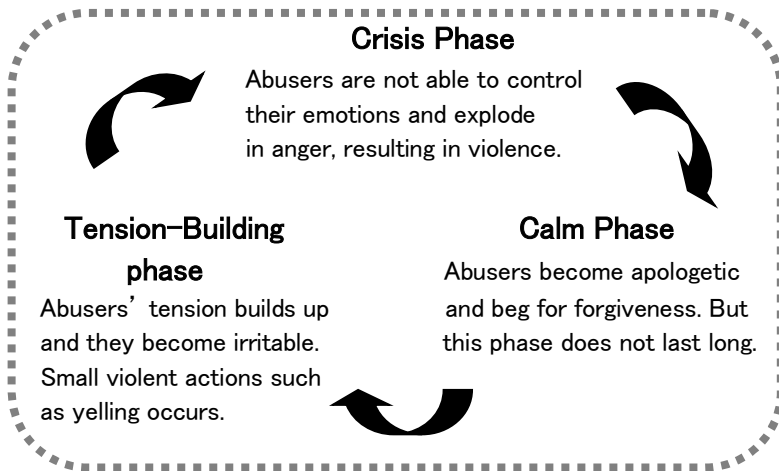 Crisis Phase
Abusers are not able to control
their emotions and explode
in anger, resulting in violence.
Tension-Building
phase
Abusers' tension builds up
and they become irritable.
Small violent actions such
as yelling occurs.
Calm Phase
Abusers become apologetic
and beg for forgiveness. But
this phase does not last long.